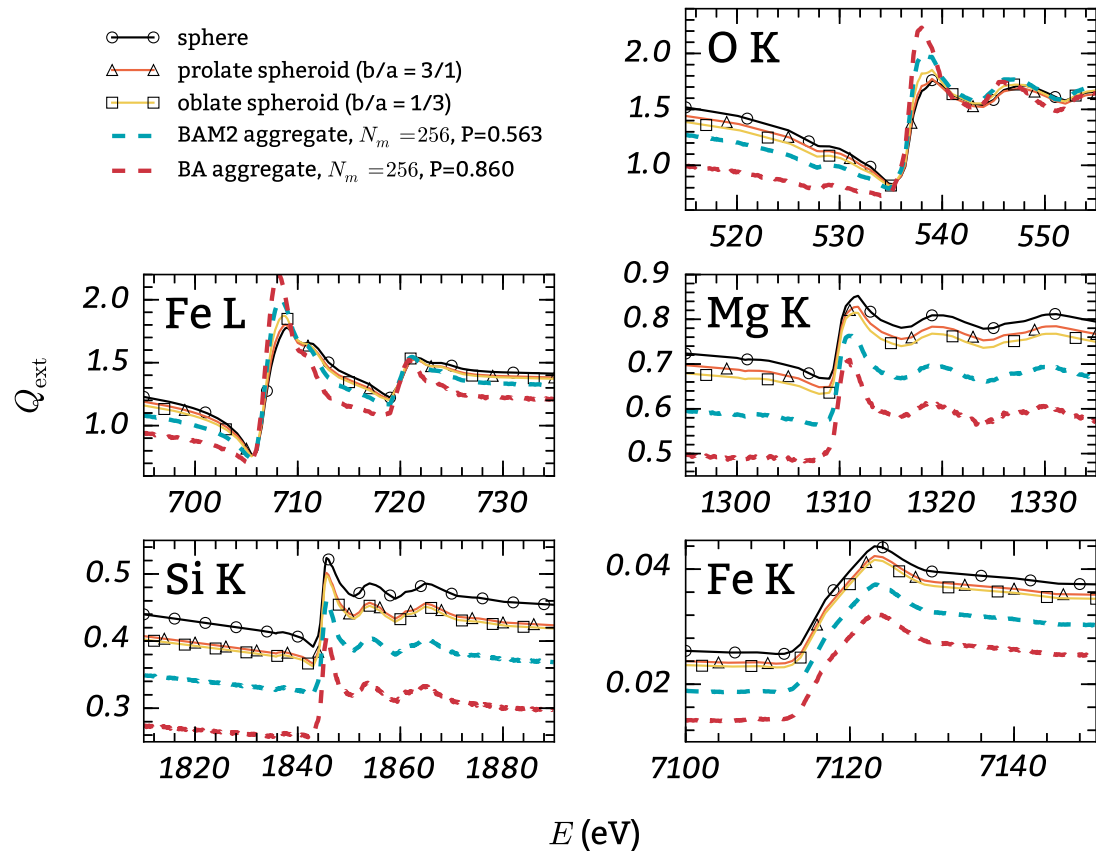 sphere
prolate spheroid (b/a = 3/1)
oblate spheroid (b/a = 1/3)
BAM2 aggregate, N_m =256, P=0.563
BA aggregate, N_m =256, P=0.860
O K
2.0
1.5
1.0
520 530 540 550
Fe L
2.0
1.5
1.0
700 710 720 730
Mg K
0.9
0.8
0.7
0.6
0.5
1300 1310 1320 1330
Si K
0.5
0.4
0.3
1820 1840 1860 1880
Fe K
0.04
0.02
7100 7120 7140
Q_ext
E (eV)